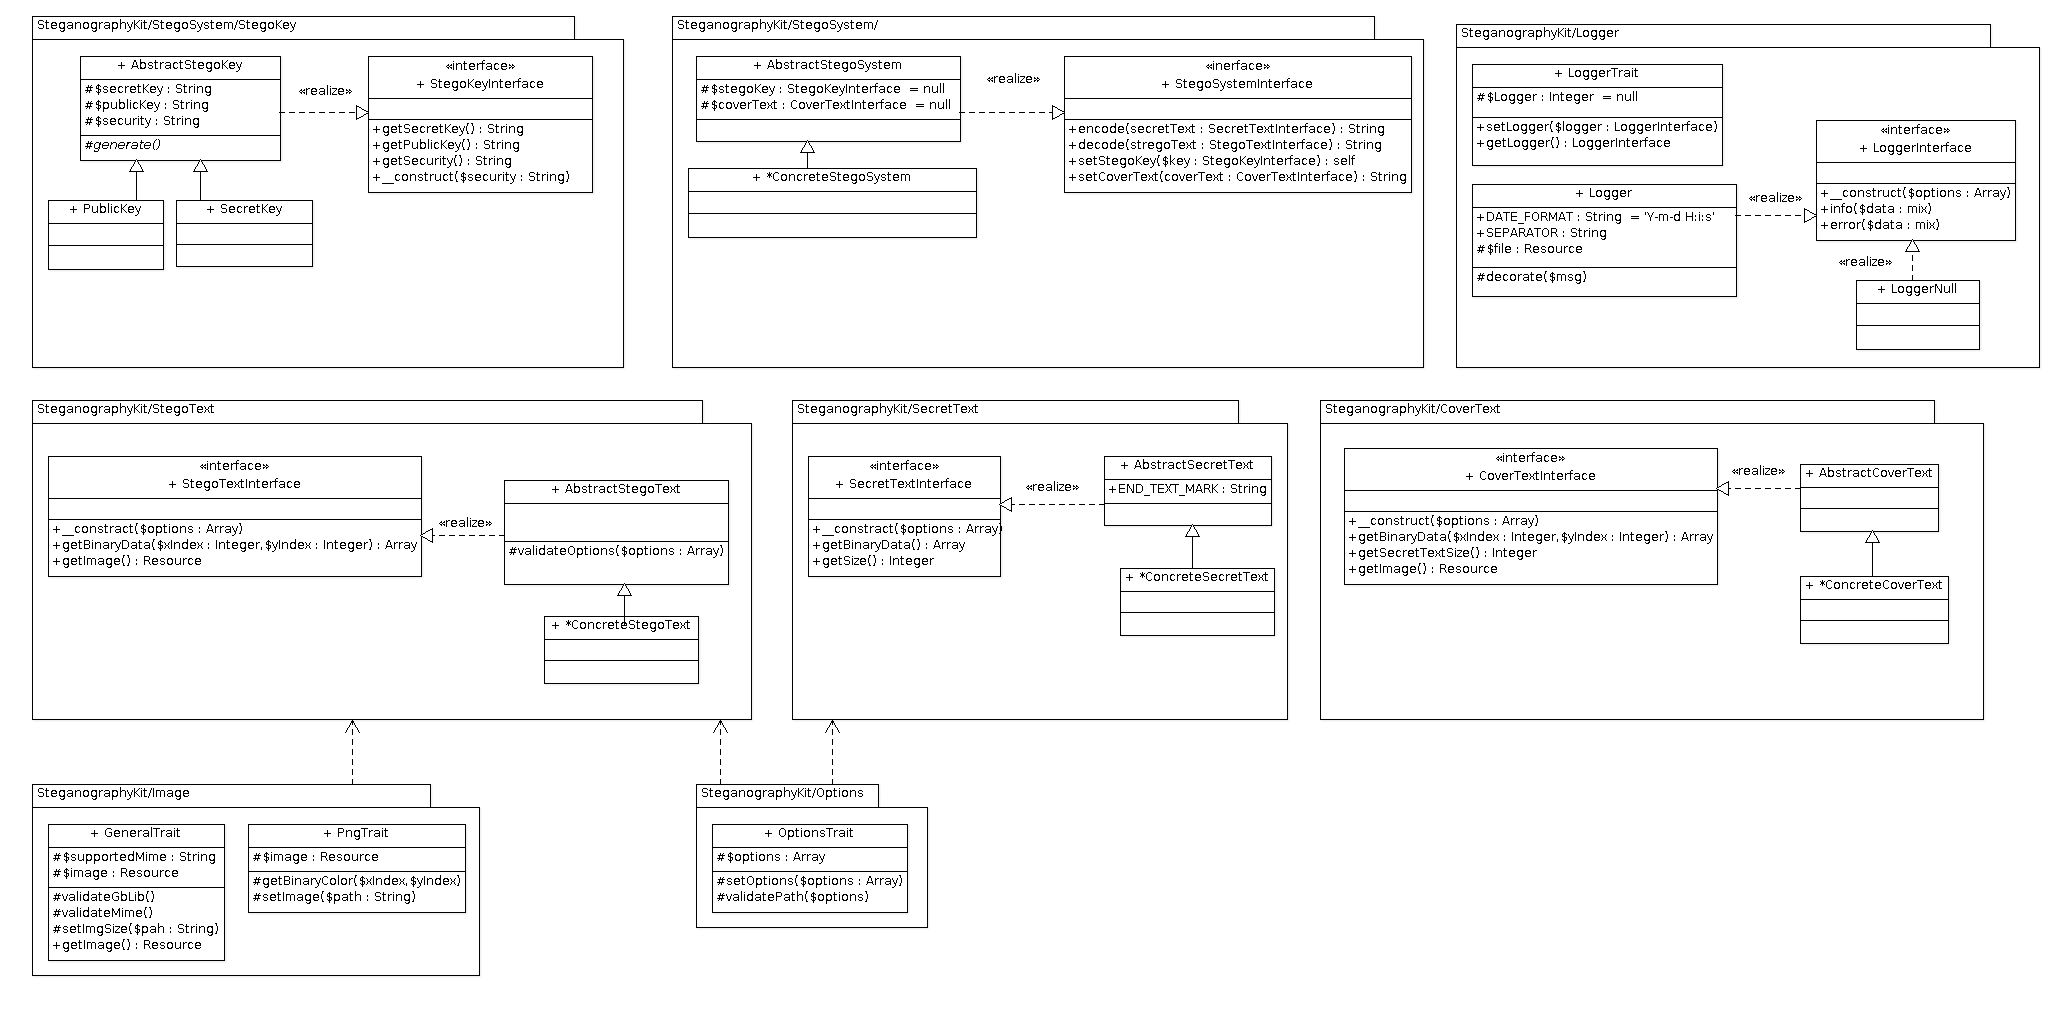 SteganographyKit/StegoSystem/StegoKey
+ AbstractStegoKey
#$secretKey : String
#$publicKey : String
#$security : String
#generate()
«realize»
«interface»
+ StegoKeyInterface
+getSecretKey() : String
+getPublicKey() : String
+getSecurity() : String
+__construct($security : String)
+ PublicKey
+ SecretKey
SteganographyKit/StegoSystem/
+ AbstractStegoSystem
#$stegoKey : StegoKeyInterface = null
#$coverText : CoverTextInterface = null
«realize»
«inerface»
+ StegoSystemInterface
+encode(secretText : SecretTextInterface) : String
+decode(stregoText : StegoTextInterface) : String
+setStegoKey($key : StegoKeyInterface) : self
+setCoverText(coverText : CoverTextInterface) : String
+ *ConcreteStegoSystem
SteganographyKit/Logger
+ LoggerTrait
#$Logger : Integer = null
+setLogger($logger : LoggerInterface)
+getLogger() : LoggerInterface
«interface»
+ LoggerInterface
+__construct($options : Array)
+info($data : mix)
+error($data : mix)
+ Logger
+DATE_FORMAT : String = 'Y-m-d H:i:s'
+SEPARATOR : String
#$file : Resource
#decorate($msg)
«realize»
«realize»
+ LoggerNull
SteganographyKit/StegoText
«interface»
+ StegoTextInterface
+__construct($options : Array)
+getBinaryData($xIndex : Integer,$yIndex : Integer) : Array
+getImage() : Resource
«realize»
+ AbstractStegoText
#validateOptions($options : Array)
+ *ConcreteStegoText
SteganographyKit/SecretText
«interface»
+ SecretTextInterface
+__constract($options : Array)
+getBinaryData() : Array
+getSize() : Integer
«realize»
+ AbstractSecretText
+END_TEXT_MARK : String
+ *ConcreteSecretText
SteganographyKit/CoverText
«interface»
+ CoverTextInterface
+__construct($options : Array)
+getBinaryData($xIndex : Integer,$yIndex : Integer) : Array
+getSecretTextSize() : Integer
+getImage() : Resource
«realize»
+ AbstractCoverText
+ *ConcreteCoverText
SteganographyKit/Image
+ GeneralTrait
#$supportedMime : String
#$image : Resource
#validateGbLib()
#validateMime()
#setImgSize($pah : String)
+getImage() : Resource
+ PngTrait
#$image : Resource
#getBinaryColor($xIndex,$yIndex)
#setImage($path : String)
SteganographyKit/Options
+ OptionsTrait
#$options : Array
#setOptions($options : Array)
#validatePath($options)